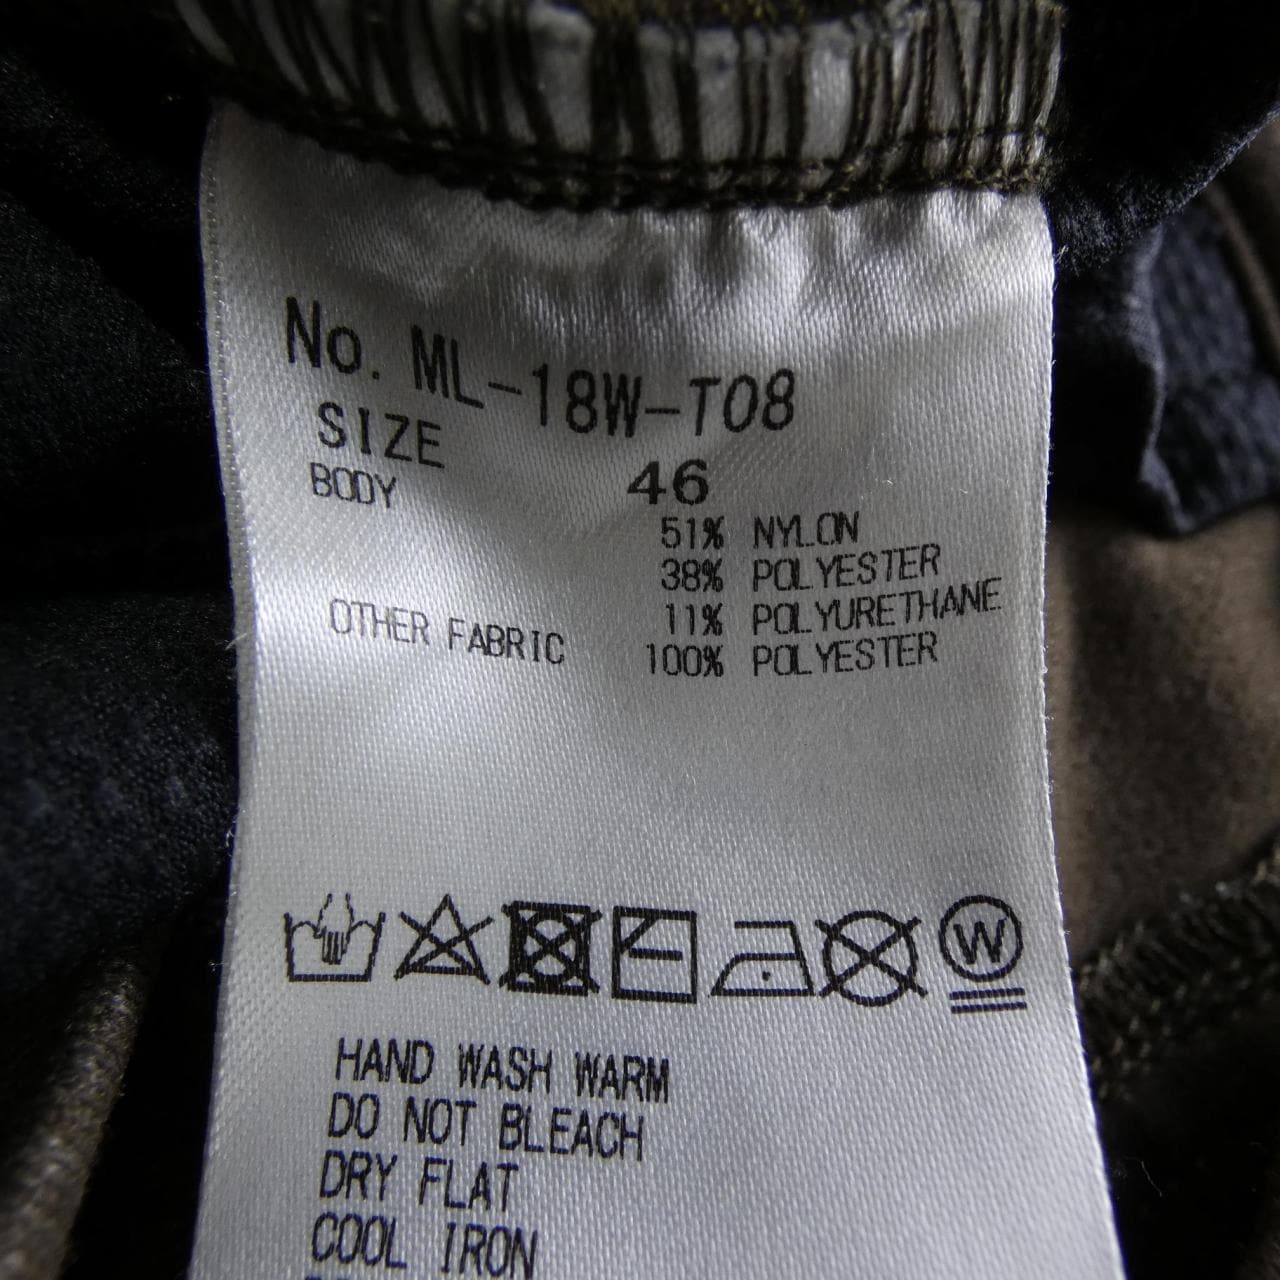 No. ML-18W-T08
SIZE 46
BODY 51% NYLON
38% POLYESTER
11% POLYURETHANE
OTHER FABRIC 100% POLYESTER
W
HAND WASH WARM
DO NOT BLEACH
DRY FLAT
COOL IRON